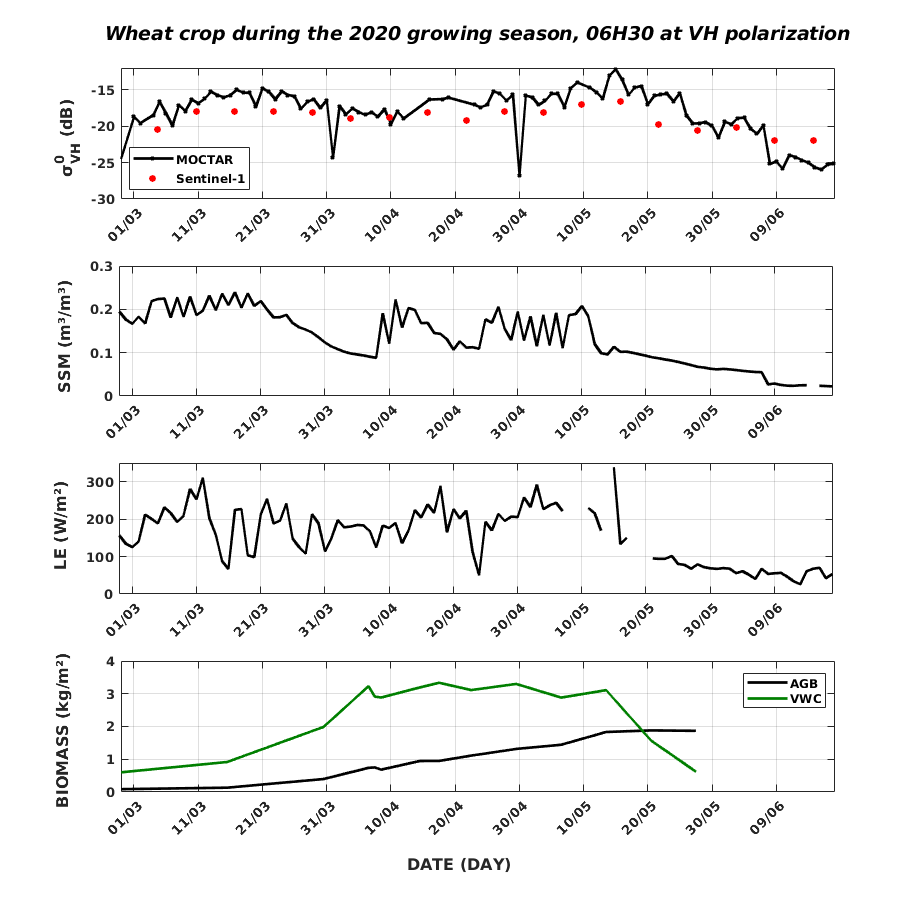 Wheat crop during the 2020 growing season, 06H30 at VH polarization
σ⁰VH (dB)
-15
-20
-25
-30
MOCTAR
Sentinel-1
01/03 11/03 21/03 31/03 10/04 20/04 30/04 10/05 20/05 30/05 09/06
SSM (m³/m³)
0.3
0.2
0.1
0
01/03 11/03 21/03 31/03 10/04 20/04 30/04 10/05 20/05 30/05 09/06
LE (W/m²)
300
200
100
0
01/03 11/03 21/03 31/03 10/04 20/04 30/04 10/05 20/05 30/05 09/06
BIOMASS (kg/m²)
4
3
2
1
0
AGB
VWC
01/03 11/03 21/03 31/03 10/04 20/04 30/04 10/05 20/05 30/05 09/06
DATE (DAY)